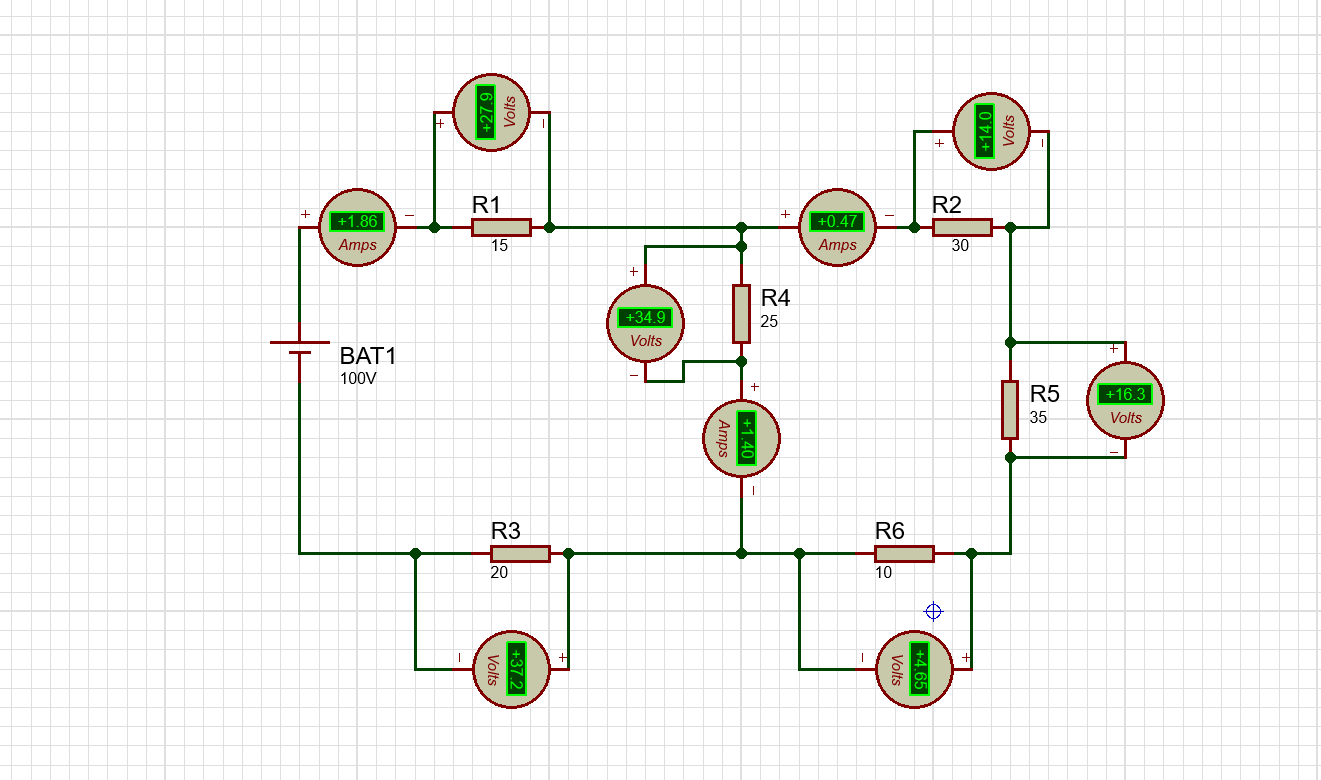 +27.9
Volts
+
−
+14.0
Volts
+
−
R1
15
+
−
+1.86
Amps
+
−
+0.47
Amps
R2
30
+
+34.9
Volts
−
R4
25
BAT1
100V
+
+1.40
Amps
−
R5
35
+
+16.3
Volts
−
R3
20
R6
10
−
+
+37.2
Volts
−
+
+4.65
Volts